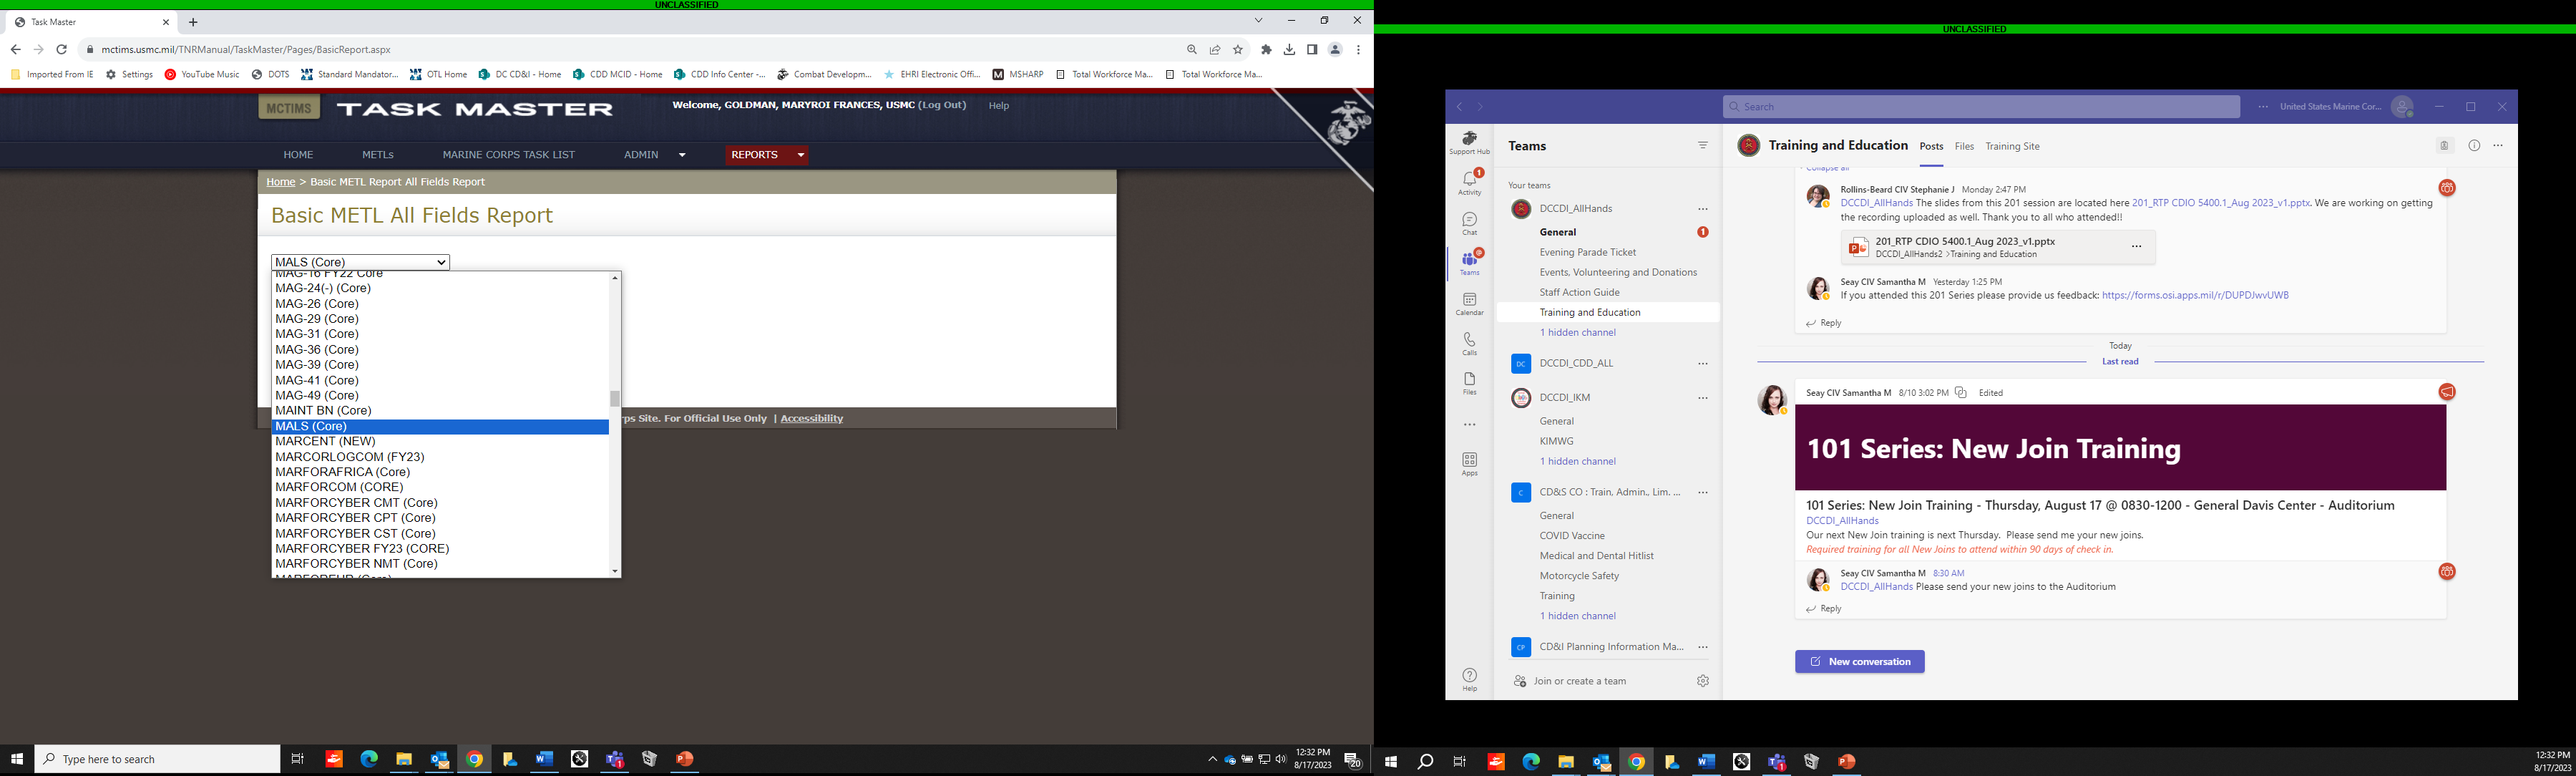 UNCLASSIFIED
Task Master
mctims.usmc.mil/TNRManual/TaskMaster/Pages/BasicReport.aspx
Imported From IE Settings YouTube Music DOTS Standard Mandator... OTL Home DC CD&I - Home CDD MCID - Home CDD Info Center -... Combat Developm... EHRI Electronic Offi... MSHARP Total Workforce Ma... Total Workforce Ma...
MCTIMS TASK MASTER Welcome, GOLDMAN, MARYROI FRANCES, USMC (Log Out) Help
HOME METLs MARINE CORPS TASK LIST ADMIN REPORTS
Home > Basic METL Report All Fields Report
Basic METL All Fields Report
MALS (Core)
MAG-16 FY22 Core
MAG-24(-) (Core)
MAG-26 (Core)
MAG-29 (Core)
MAG-31 (Core)
MAG-36 (Core)
MAG-39 (Core)
MAG-41 (Core)
MAG-49 (Core)
MAINT BN (Core)
MALS (Core)
MARCENT (NEW)
MARCORLOGCOM (FY23)
MARFORAFRICA (Core)
MARFORCOM (CORE)
MARFORCYBER CMT (Core)
MARFORCYBER CPT (Core)
MARFORCYBER CST (Core)
MARFORCYBER FY23 (CORE)
MARFORCYBER NMT (Core)
rps Site. For Official Use Only | Accessibility
Type here to search
12:32 PM
8/17/2023
20
UNCLASSIFIED
Search
United States Marine Cor...
Support Hub
Activity
1
Chat
Teams
Calendar
Calls
Files
Apps
Help
Teams
Your teams
DCCDI_AllHands
General
1
Evening Parade Ticket
Events, Volunteering and Donations
Staff Action Guide
Training and Education
1 hidden channel
DC DCCDI_CDD_ALL
DCCDI_IKM
General
KIMWG
1 hidden channel
C CD&S CO : Train, Admin., Lim. ...
General
COVID Vaccine
Medical and Dental Hitlist
Motorcycle Safety
Training
1 hidden channel
CP CD&I Planning Information Ma...
Join or create a team
Training and Education Posts Files Training Site
Collapse all
Rollins-Beard CIV Stephanie J Monday 2:47 PM
DCCDI_AllHands The slides from this 201 session are located here 201_RTP CDIO 5400.1_Aug 2023_v1.pptx. We are working on getting
the recording uploaded as well. Thank you to all who attended!!
201_RTP CDIO 5400.1_Aug 2023_v1.pptx
DCCDI_AllHands2 >Training and Education
Seay CIV Samantha M Yesterday 1:25 PM
If you attended this 201 Series please provide us feedback: https://forms.osi.apps.mil/r/DUPDJwvUWB
Reply
Today
Last read
Seay CIV Samantha M 8/10 3:02 PM Edited
101 Series: New Join Training
101 Series: New Join Training - Thursday, August 17 @ 0830-1200 - General Davis Center - Auditorium
DCCDI_AllHands
Our next New Join training is next Thursday. Please send me your new joins.
Required training for all New Joins to attend within 90 days of check in.
Seay CIV Samantha M 8:30 AM
DCCDI_AllHands Please send your new joins to the Auditorium
Reply
New conversation
12:32 PM
8/17/2023